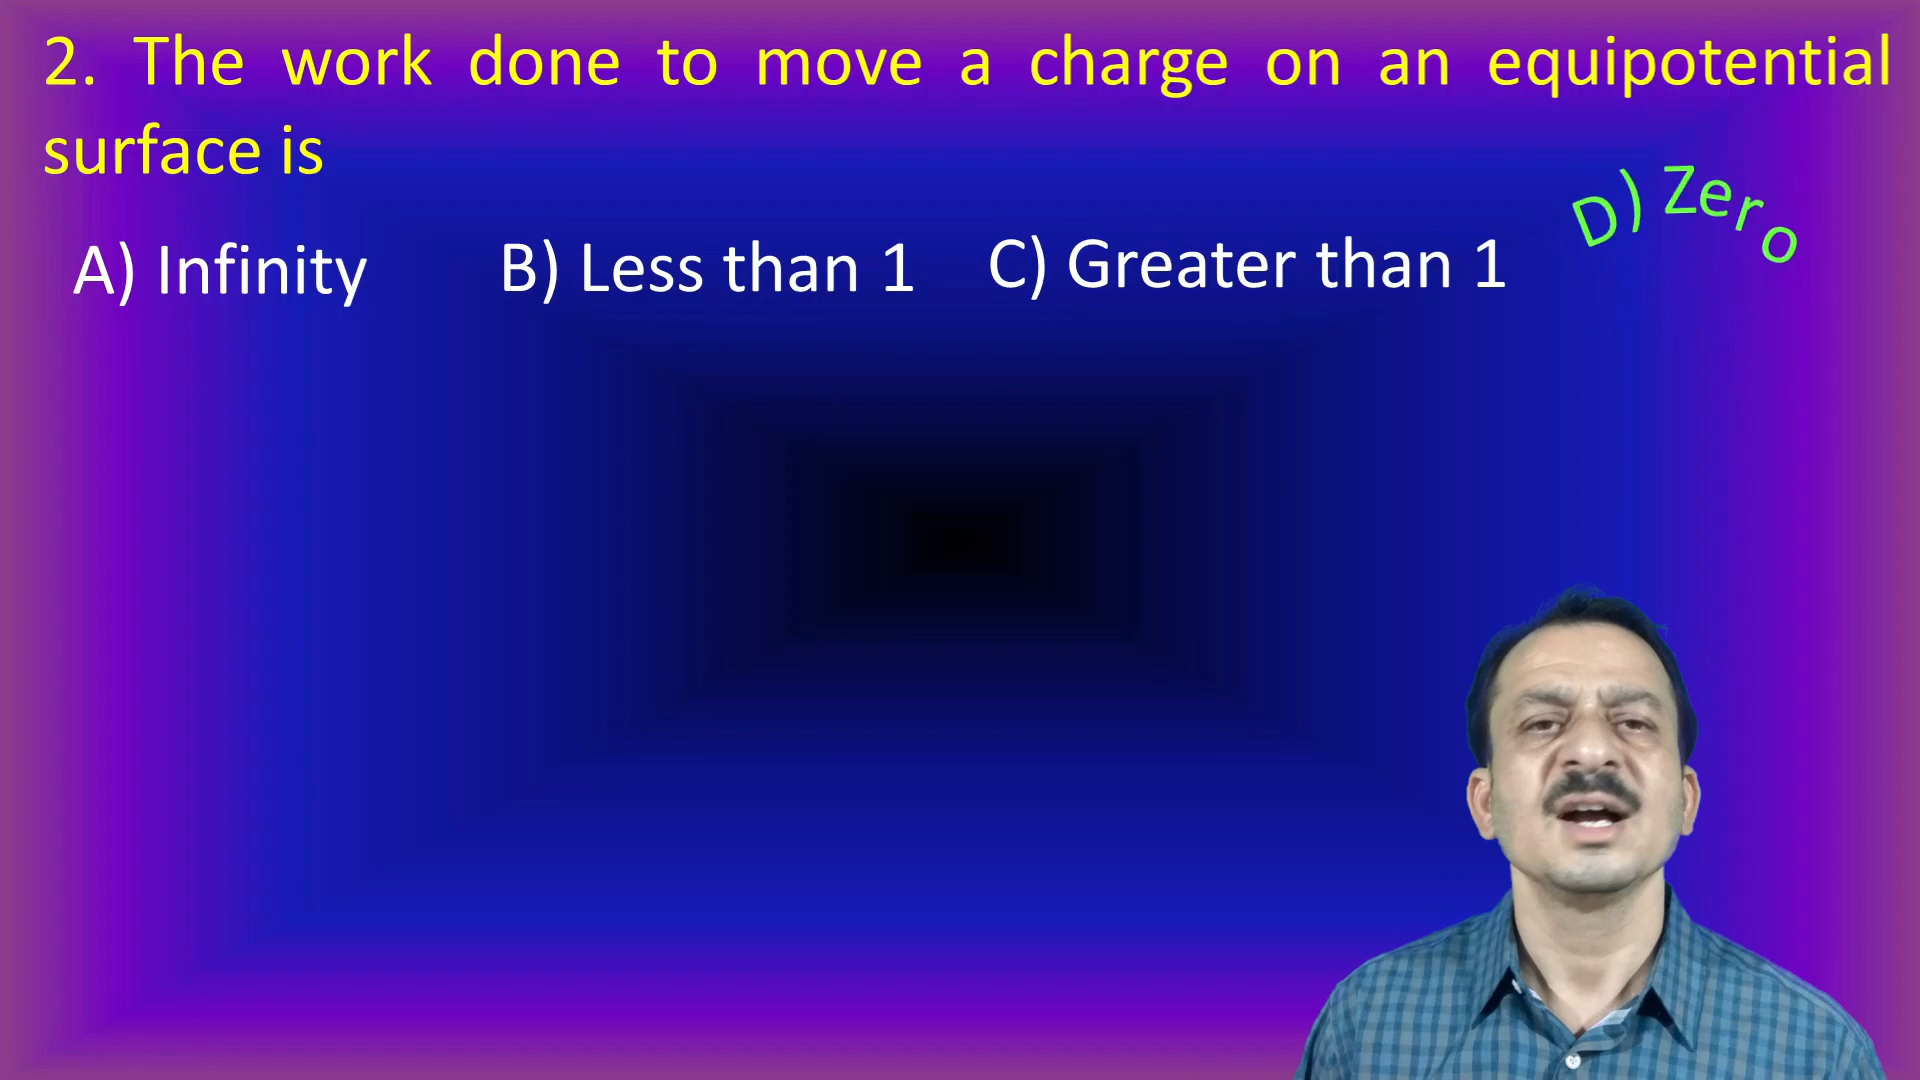 2. The work done to move a charge on an equipotential
surface is
A) Infinity B) Less than 1 C) Greater than 1 D) Zero